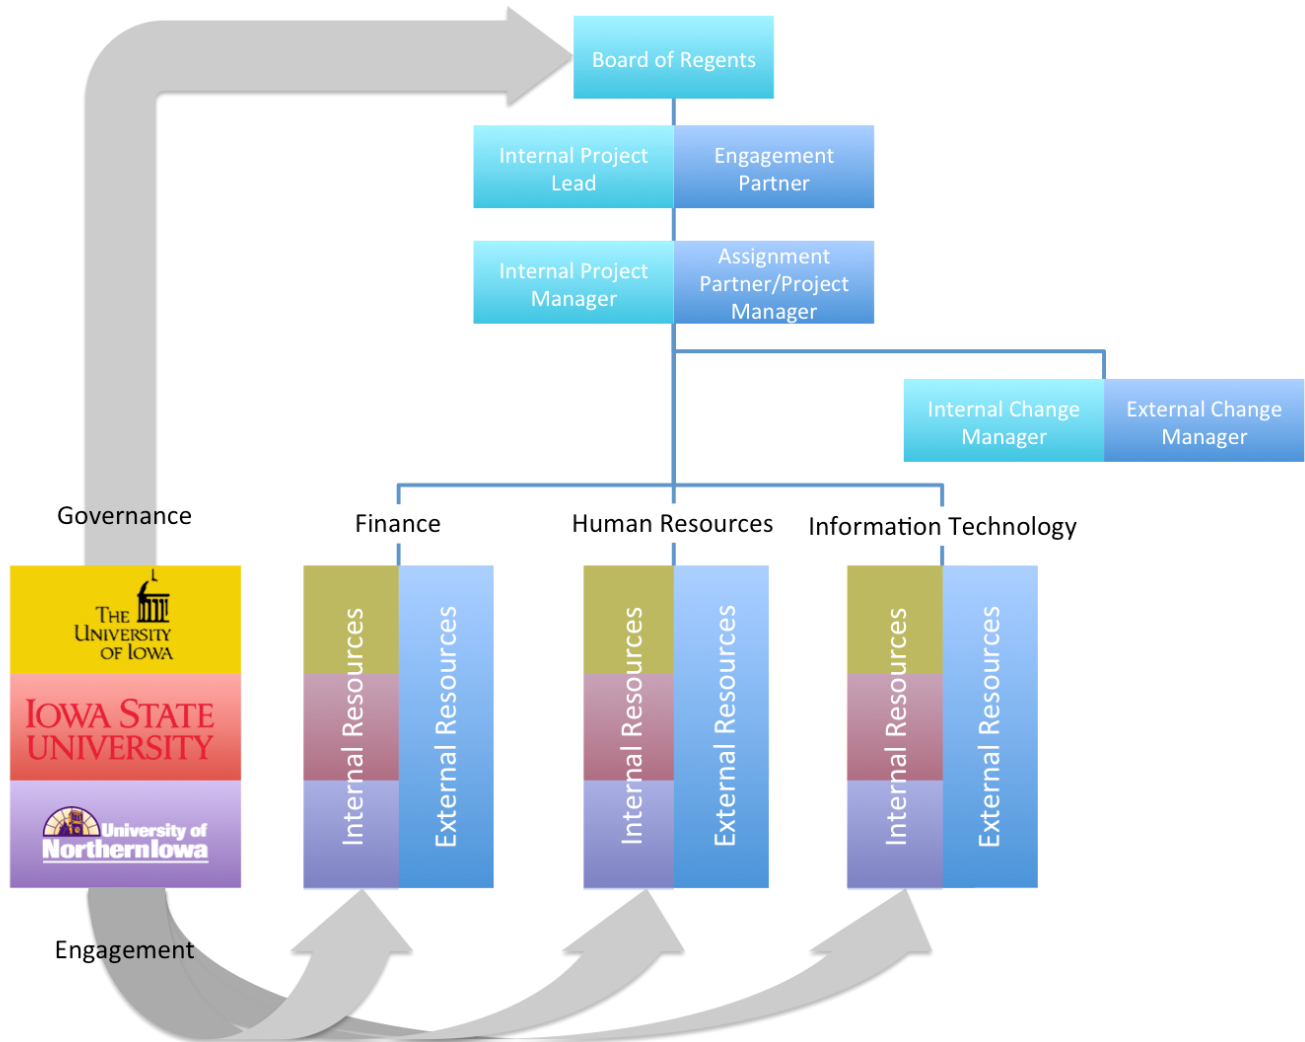 Board of Regents
Internal Project
Lead
Engagement
Partner
Internal Project
Manager
Assignment
Partner/Project
Manager
Internal Change
Manager
External Change
Manager
Governance
Finance
Human Resources
Information Technology
THE
UNIVERSITY
OF IOWA
IOWA STATE
UNIVERSITY
University of
NorthernIowa
Internal Resources
External Resources
Internal Resources
External Resources
Internal Resources
External Resources
Engagement